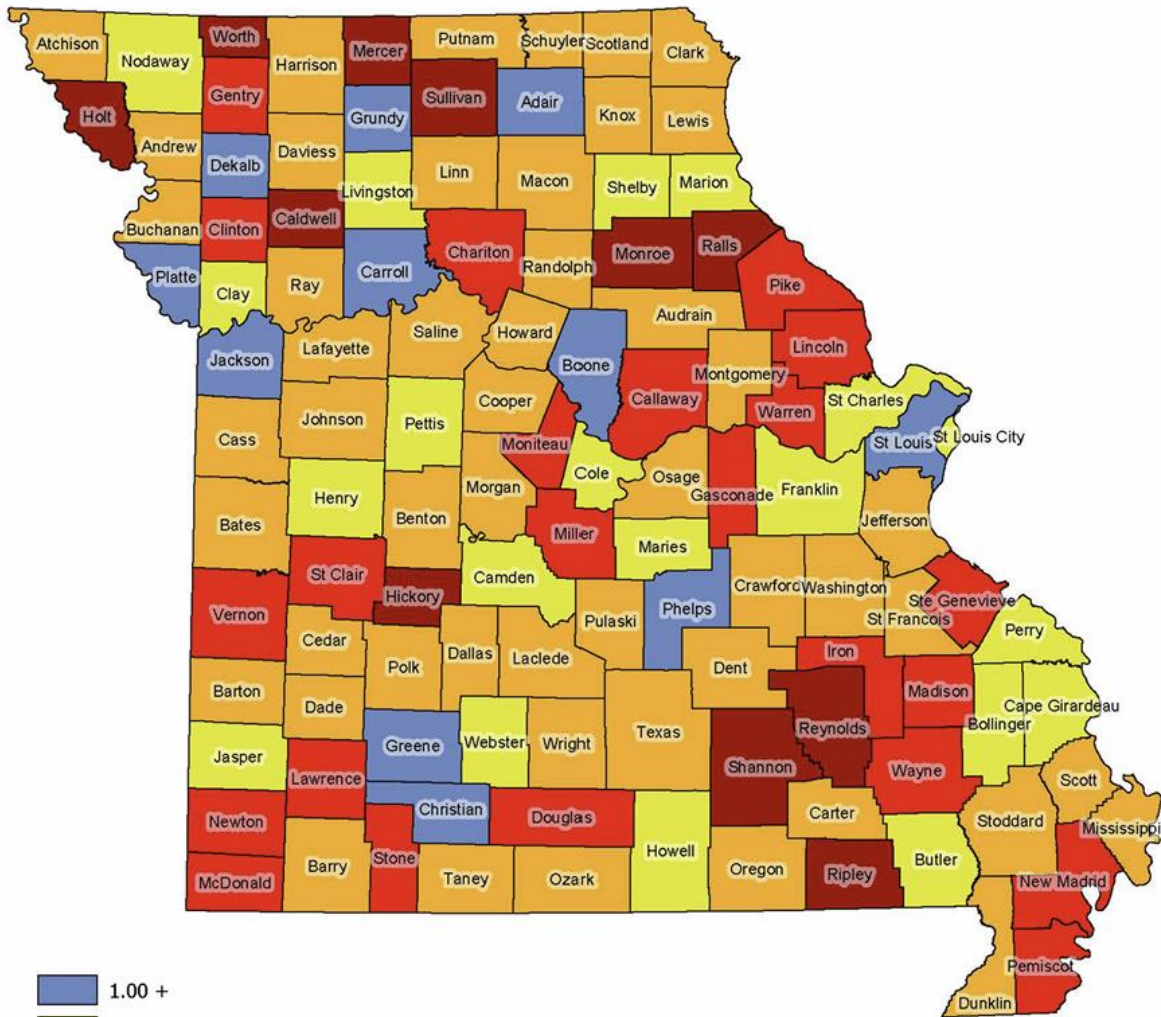 Atchison
Nodaway
Worth
Harrison
Mercer
Putnam
Schuyler
Scotland
Clark
Gentry
Sullivan
Adair
Knox
Lewis
Holt
Andrew
Dekalb
Daviess
Grundy
Linn
Macon
Shelby
Marion
Livingston
Buchanan
Clinton
Caldwell
Chariton
Randolph
Monroe
Ralls
Platte
Clay
Ray
Carroll
Pike
Audrain
Saline
Howard
Boone
Lincoln
Jackson
Lafayette
Montgomery
Callaway
Warren
St Charles
Cooper
Johnson
Pettis
Cass
Moniteau
St Louis
St Louis City
Cole
Osage
Gasconade
Franklin
Henry
Morgan
Benton
Bates
Jefferson
Miller
Maries
St Clair
Camden
Hickory
Crawford
Washington
Phelps
Pulaski
Ste Genevieve
St Francois
Vernon
Perry
Cedar
Polk
Dallas
Laclede
Dent
Iron
Madison
Barton
Dade
Cape Girardeau
Bollinger
Reynolds
Texas
Greene
Webster
Wright
Jasper
Lawrence
Shannon
Wayne
Scott
Christian
Douglas
Carter
Stoddard
Mississippi
Newton
Howell
Butler
Barry
Stone
Taney
Ozark
Oregon
Ripley
McDonald
New Madrid
Pemiscot
Dunklin
1.00 +